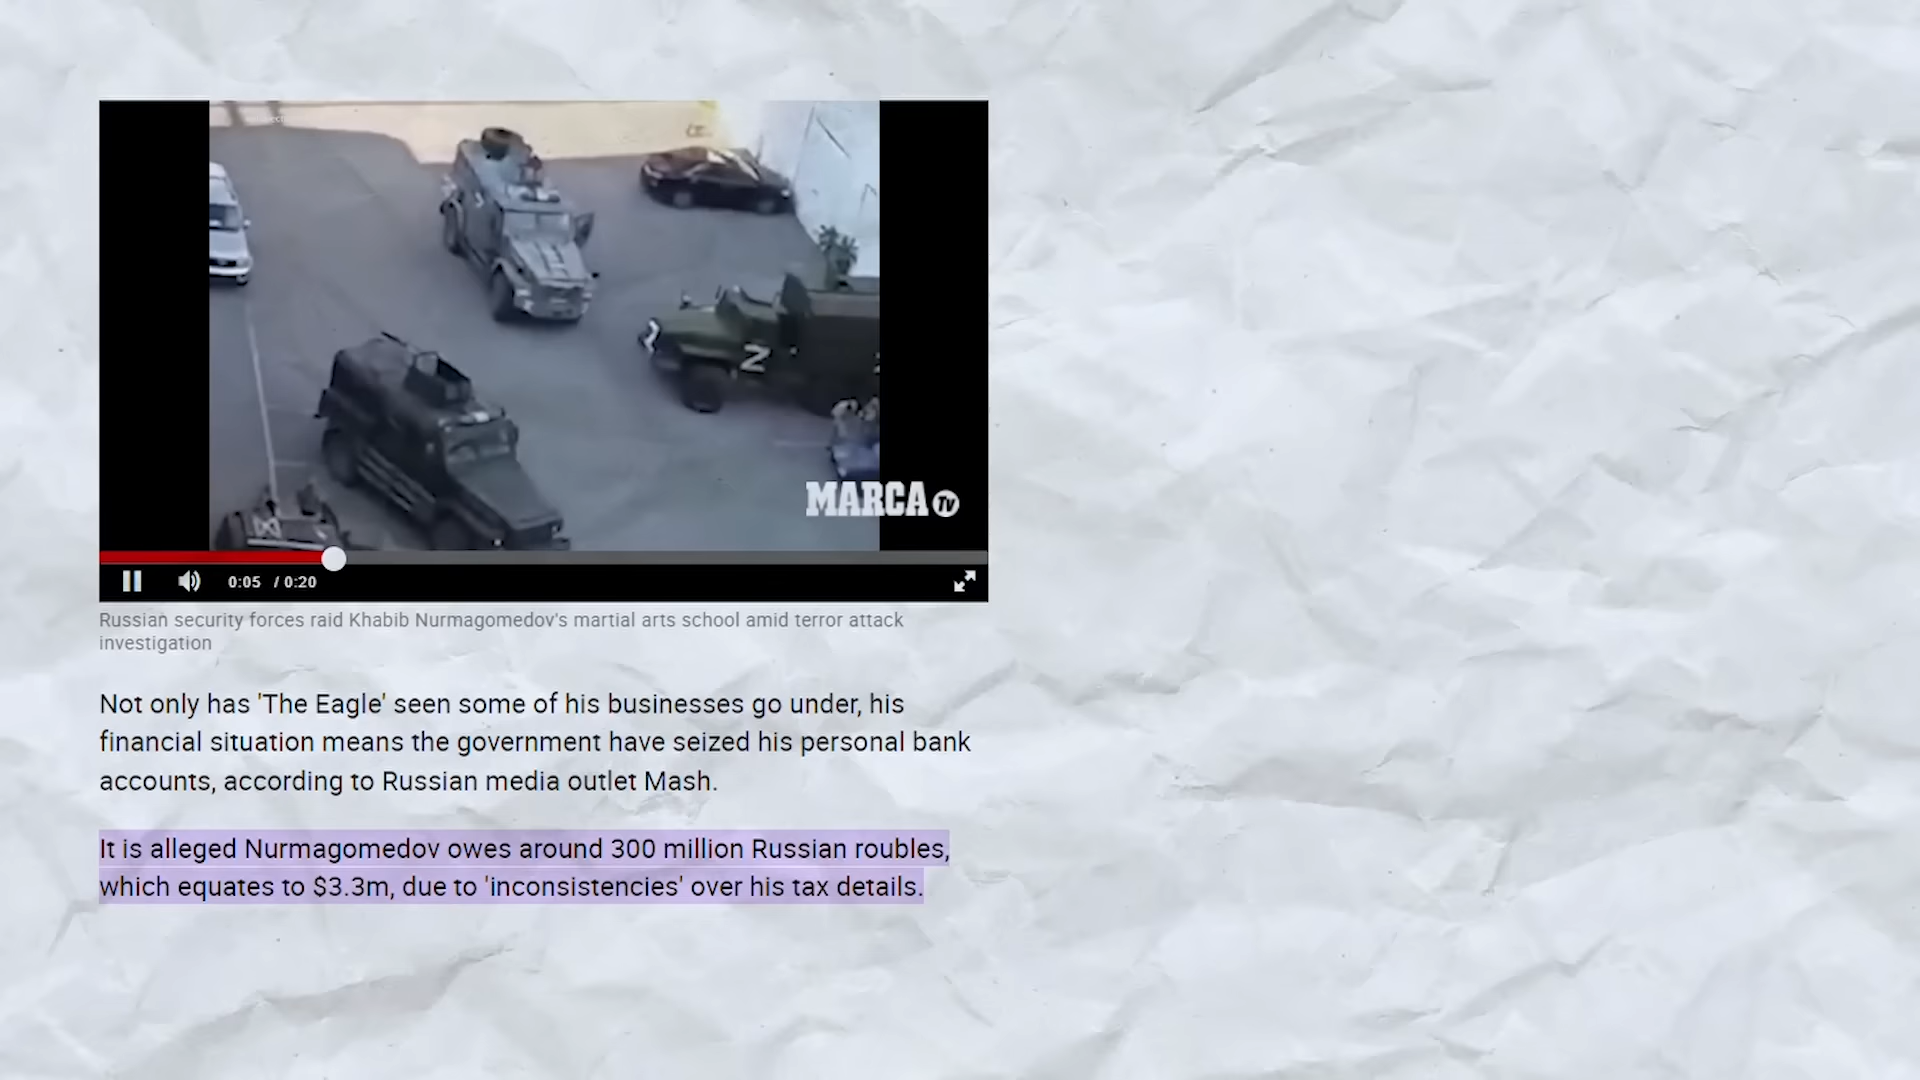 Z
MARCA TV
0:05 / 0:20
Russian security forces raid Khabib Nurmagomedov's martial arts school amid terror attack
investigation
Not only has 'The Eagle' seen some of his businesses go under, his
financial situation means the government have seized his personal bank
accounts, according to Russian media outlet Mash.
It is alleged Nurmagomedov owes around 300 million Russian roubles,
which equates to $3.3m, due to 'inconsistencies' over his tax details.